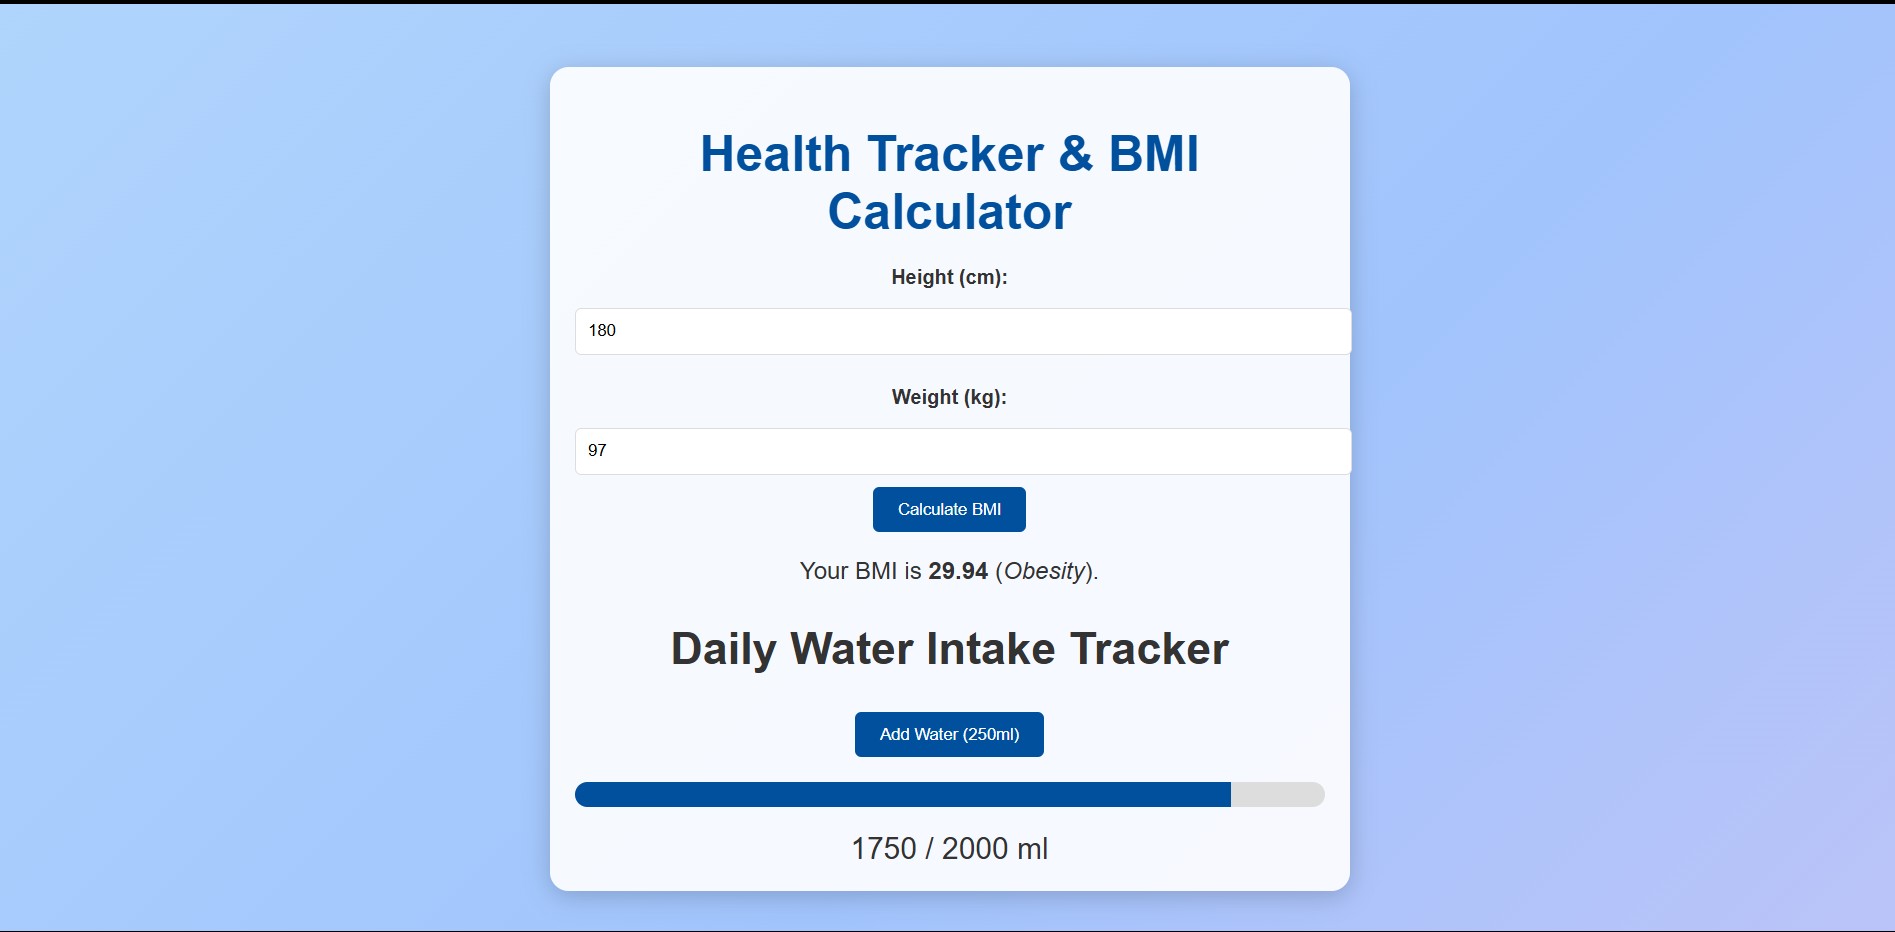 Health Tracker & BMI
Calculator
Height (cm):
180
Weight (kg):
97
Calculate BMI
Your BMI is 29.94 (Obesity).
Daily Water Intake Tracker
Add Water (250ml)
1750 / 2000 ml